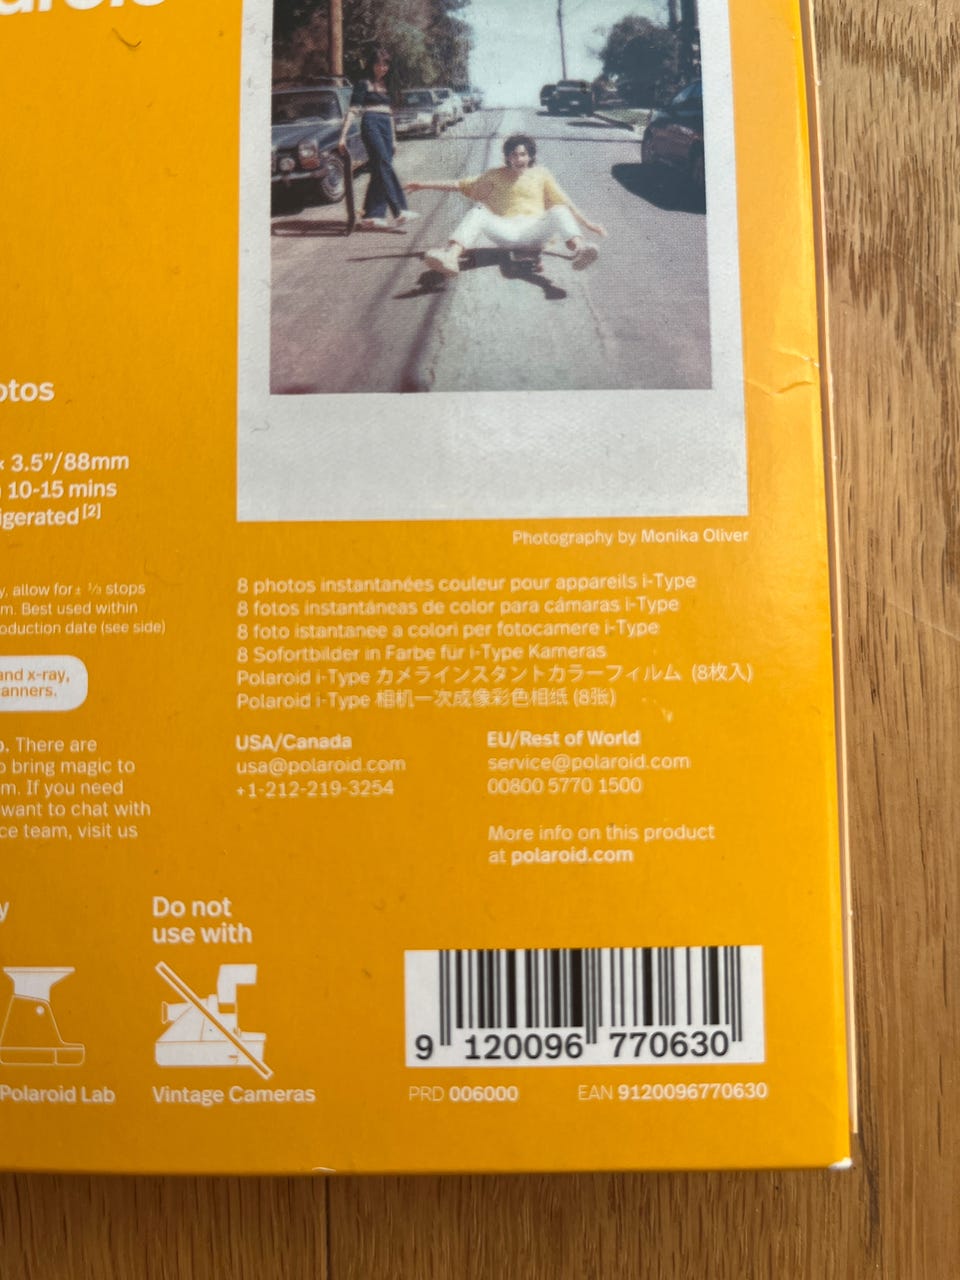 otos
× 3.5”/88mm
10-15 mins
igerated [2]
Photography by Monika Oliver
y, allow for ± ⅓ stops
m. Best used within
oduction date (see side)
and x-ray,
anners.
8 photos instantanées couleur pour appareils i-Type
8 fotos instantáneas de color para cámaras i-Type
8 foto istantanee a colori per fotocamere i-Type
8 Sofortbilder in Farbe für i-Type Kameras
Polaroid i-Type カメラインスタントカラーフィルム (8枚入)
Polaroid i-Type 相机一次成像彩色相纸 (8张)
o. There are
o bring magic to
m. If you need
want to chat with
ce team, visit us
USA/Canada
usa@polaroid.com
+1-212-219-3254
EU/Rest of World
service@polaroid.com
00800 5770 1500
More info on this product
at polaroid.com
y
Do not
use with
Polaroid Lab
Vintage Cameras
9 120096 770630
PRD 006000
EAN 9120096770630